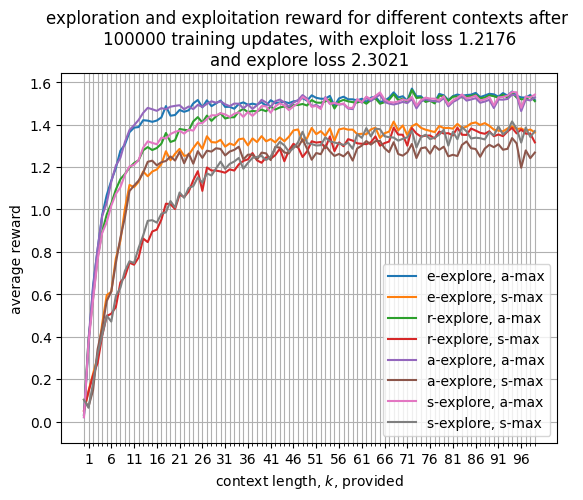 exploration and exploitation reward for different contexts after
100000 training updates, with exploit loss 1.2176
and explore loss 2.3021
average reward
1.6
1.4
1.2
1.0
0.8
0.6
0.4
0.2
0.0
e-explore, a-max
e-explore, s-max
r-explore, a-max
r-explore, s-max
a-explore, a-max
a-explore, s-max
s-explore, a-max
s-explore, s-max
1 6 11 16 21 26 31 36 41 46 51 56 61 66 71 76 81 86 91 96
context length, k, provided